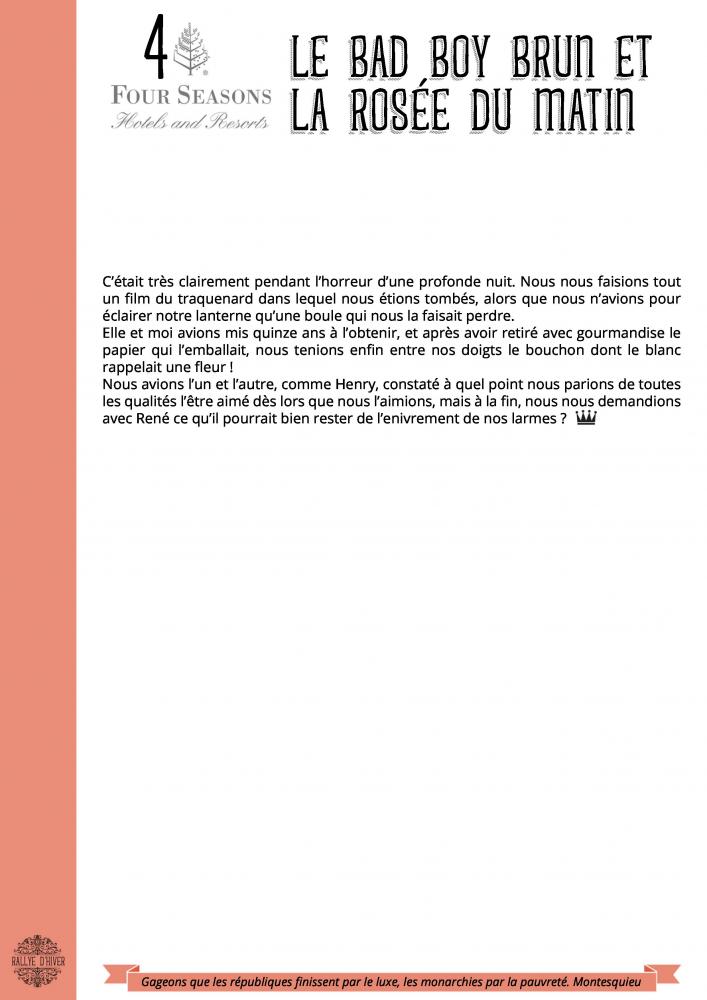 4
FOUR SEASONS
Hotels and Resorts
LE BAD BOY BRUN ET
LA ROSÉE DU MATIN
C’était très clairement pendant l’horreur d’une profonde nuit. Nous nous faisions tout
un film du traquenard dans lequel nous étions tombés, alors que nous n’avions pour
éclairer notre lanterne qu’une boule qui nous la faisait perdre.
Elle et moi avions mis quinze ans à l’obtenir, et après avoir retiré avec gourmandise le
papier qui l’emballait, nous tenions enfin entre nos doigts le bouchon dont le blanc
rappelait une fleur !
Nous avions l’un et l’autre, comme Henry, constaté à quel point nous parions de toutes
les qualités l’être aimé dès lors que nous l’aimions, mais à la fin, nous nous demandions
avec René ce qu’il pourrait bien rester de l’enivrement de nos larmes ?
RALLYE D'HIVER
Gageons que les républiques finissent par le luxe, les monarchies par la pauvreté. Montesquieu